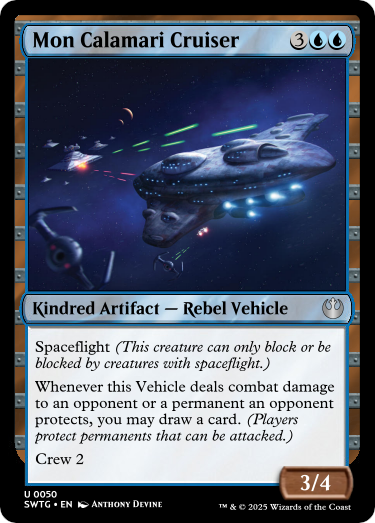 Mon Calamari Cruiser 3
Kindred Artifact — Rebel Vehicle
Spaceflight (This creature can only block or be
blocked by creatures with spaceflight.)
Whenever this Vehicle deals combat damage
to an opponent or a permanent an opponent
protects, you may draw a card. (Players
protect permanents that can be attacked.)
Crew 2
3/4
U 0050
SWTG • EN Anthony Devine
™ & © 2025 Wizards of the Coast